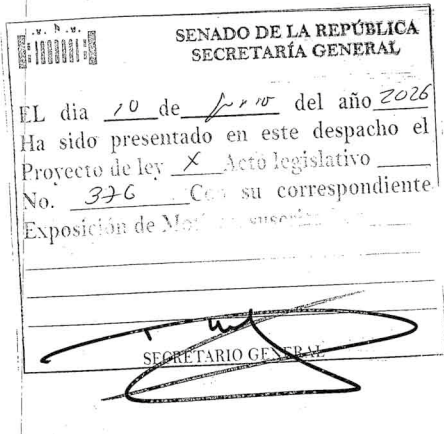 SENADO DE LA REPÚBLICA
SECRETARÍA GENERAL
EL dia 10 de del año 2026
Ha sido presentado en este despacho el
Proyecto de ley X Acto legislativo
No. 376 Con su correspondiente
Exposición de
SECRETARIO GENERAL